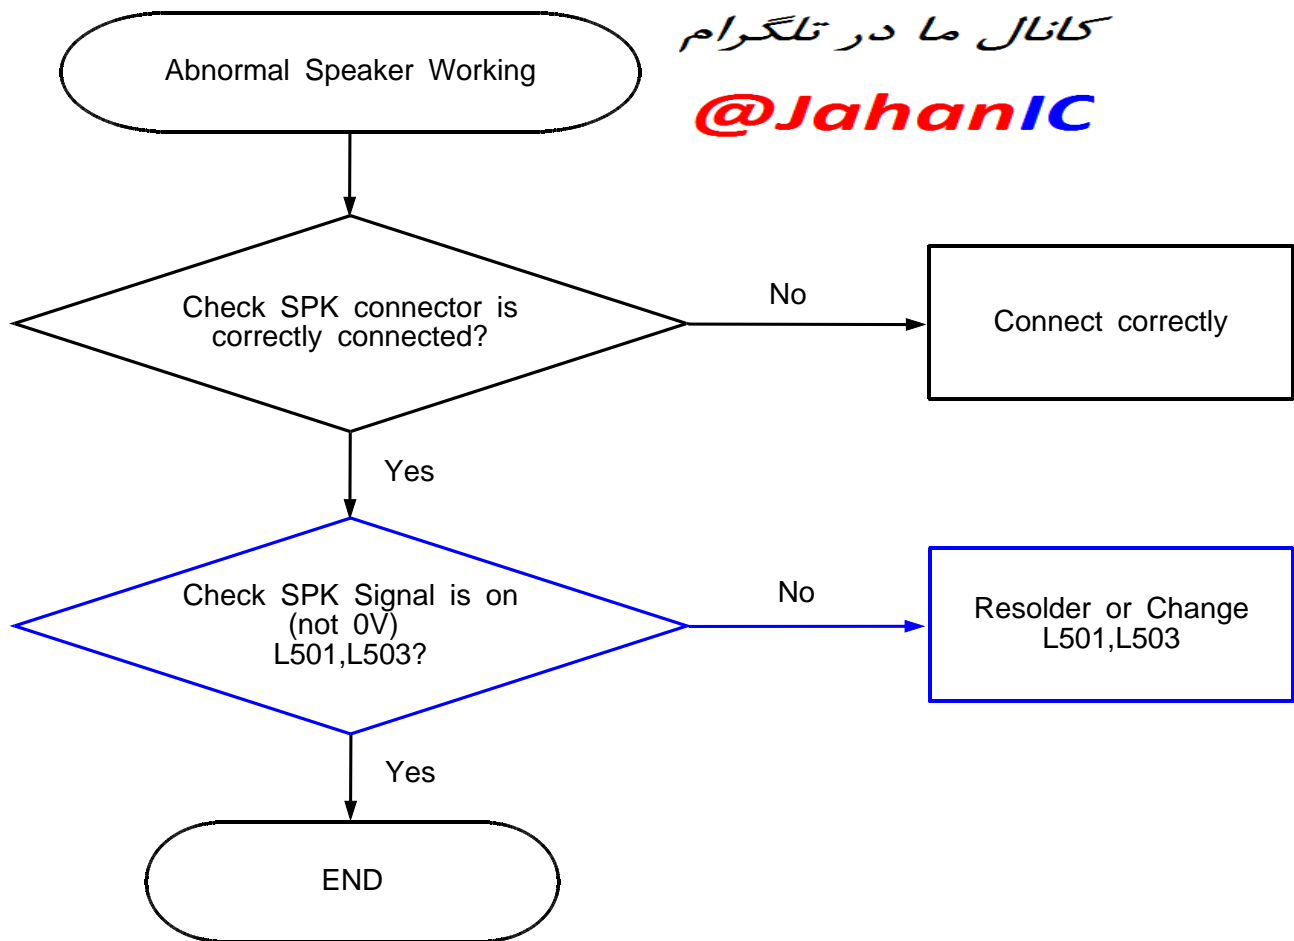 کانال ما در تلگرام
@JahanIC
Abnormal Speaker Working
Check SPK connector is
correctly connected?
No
Connect correctly
Yes
Check SPK Signal is on
(not 0V)
L501,L503?
No
Resolder or Change
L501,L503
Yes
END